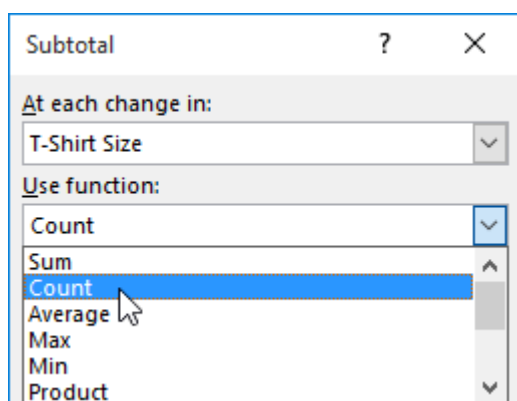 Subtotal ?
At each change in:
T-Shirt Size
Use function:
Count
Sum
Count
Average
Max
Min
Product